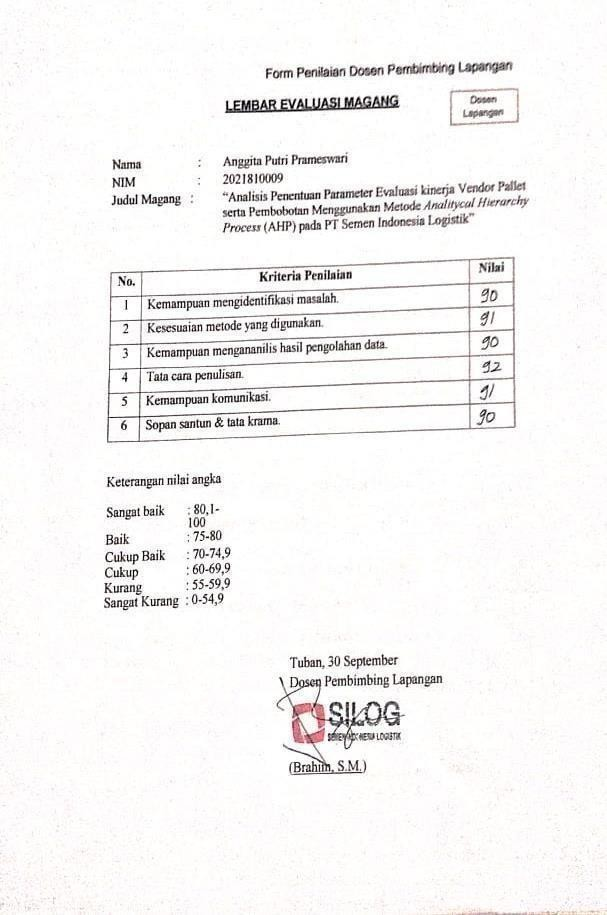 Form Penilaian Dosen Pembimbing Lapangan
LEMBAR EVALUASI MAGANG
Dosen
Lapangan
Nama : Anggita Putri Prameswari
NIM : 2021810009
Judul Magang : "Analisis Penentuan Parameter Evaluasi kinerja Vendor Pallet
serta Pembobotan Menggunakan Metode Analitycal Hierarchy
Process (AHP) pada PT Semen Indonesia Logistik"
No. Kriteria Penilaian Nilai
1 Kemampuan mengidentifikasi masalah. 90
2 Kesesuaian metode yang digunakan. 91
3 Kemampuan mengananilis hasil pengolahan data. 90
4 Tata cara penulisan. 92
5 Kemampuan komunikasi. 91
6 Sopan santun & tata krama. 90
Keterangan nilai angka
Sangat baik : 80,1-
100
Baik : 75-80
Cukup Baik : 70-74,9
Cukup : 60-69,9
Kurang : 55-59,9
Sangat Kurang : 0-54,9
Tuban, 30 September
Dosen Pembimbing Lapangan
SILOG
SEMEN INDONESIA LOGISTIK
(Brahim, S.M.)